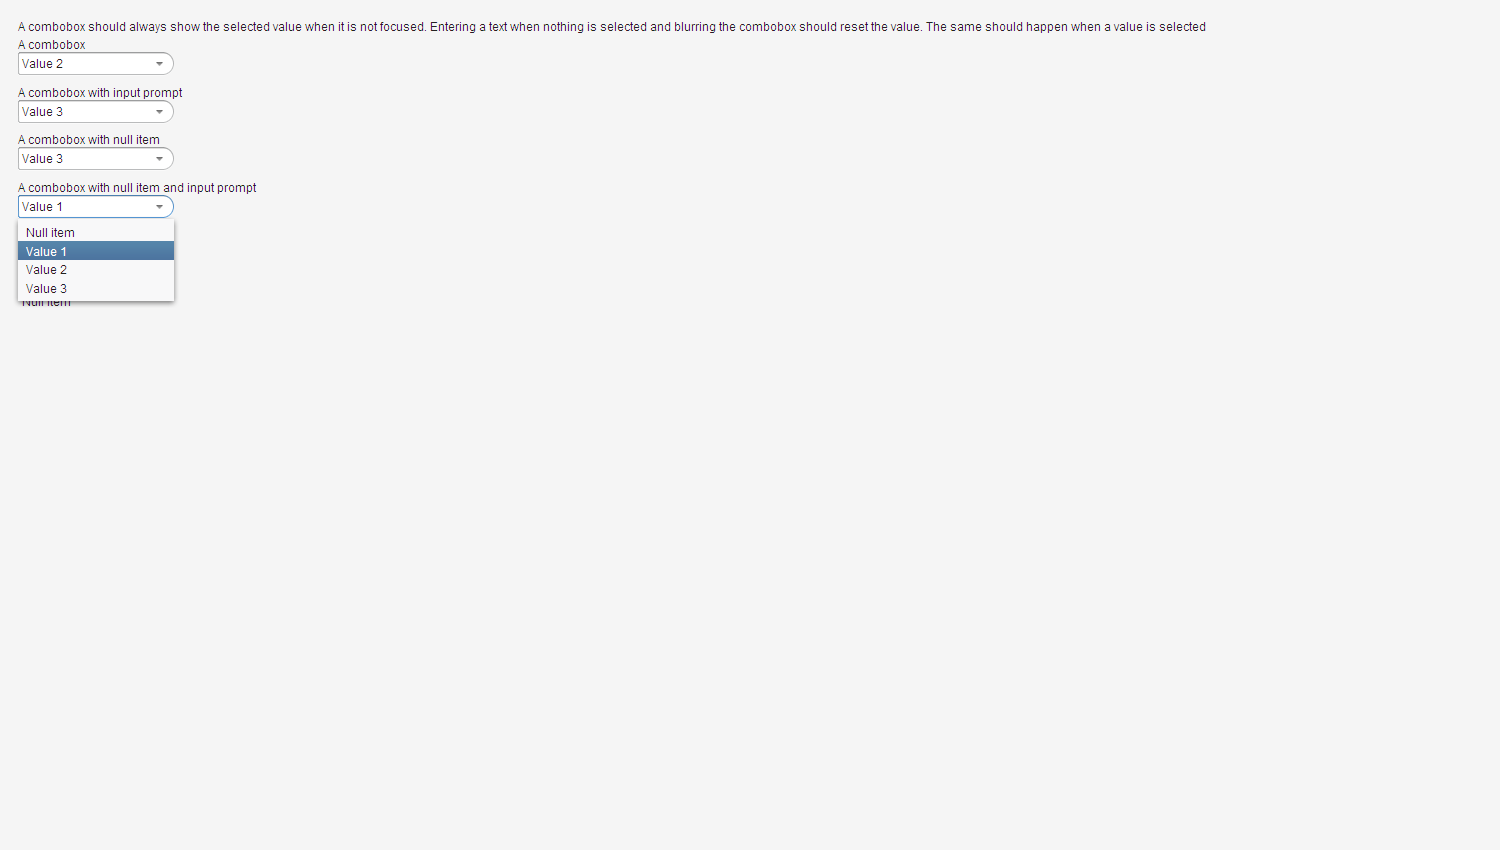 A combobox should always show the selected value when it is not focused. Entering a text when nothing is selected and blurring the combobox should reset the value. The same should happen when a value is selected
A combobox
Value 2
A combobox with input prompt
Value 3
A combobox with null item
Value 3
A combobox with null item and input prompt
Value 1
Null item
Value 1
Value 2
Value 3
Null item